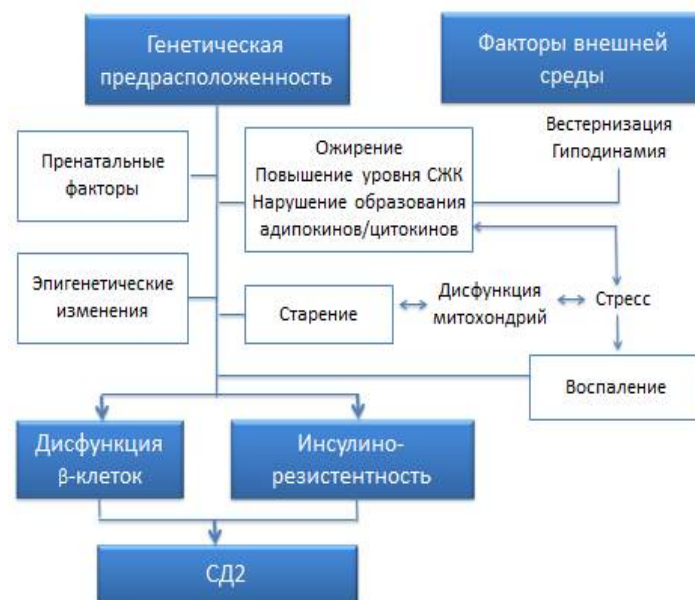 Генетическая
предрасположенность
Факторы внешней
среды
Вестернизация
Гиподинамия
Пренатальные
факторы
Ожирение
Повышение уровня СЖК
Нарушение образования
адипокинов/цитокинов
Эпигенетические
изменения
Старение
Дисфункция
митохондрий
Стресс
Воспаление
Дисфункция
β-клеток
Инсулино-
резистентность
СД2